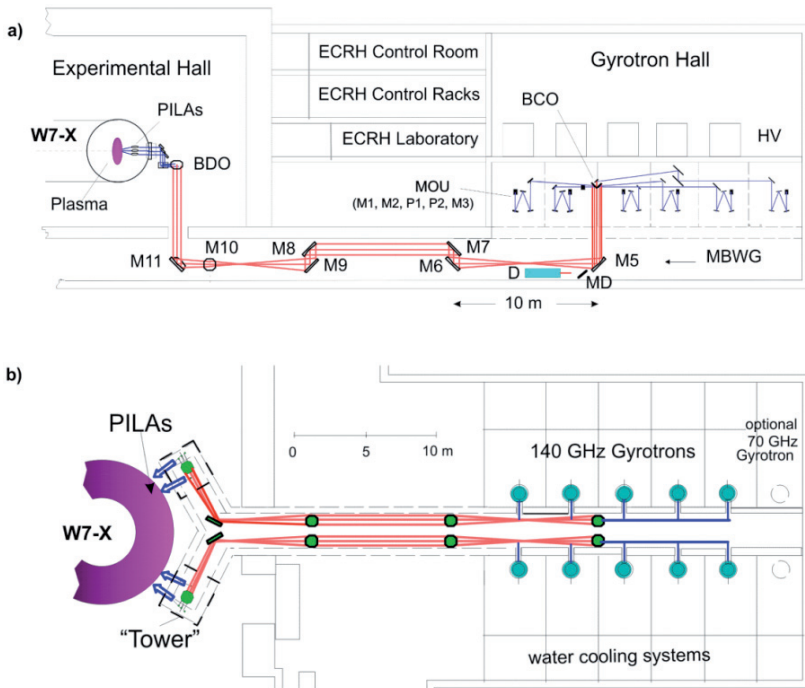 a)
ECRH Control Room
Gyrotron Hall
Experimental Hall
ECRH Control Racks
BCO
PILAs
W7-X
ECRH Laboratory
HV
BDO
MOU
(M1, M2, P1, P2, M3)
Plasma
M10
M8
M7
M11
M9
M6
M5
MBWG
D
MD
10 m
b)
PILAs
optional
70 GHz
Gyrotron
0
5
10 m
140 GHz Gyrotrons
W7-X
“Tower”
water cooling systems